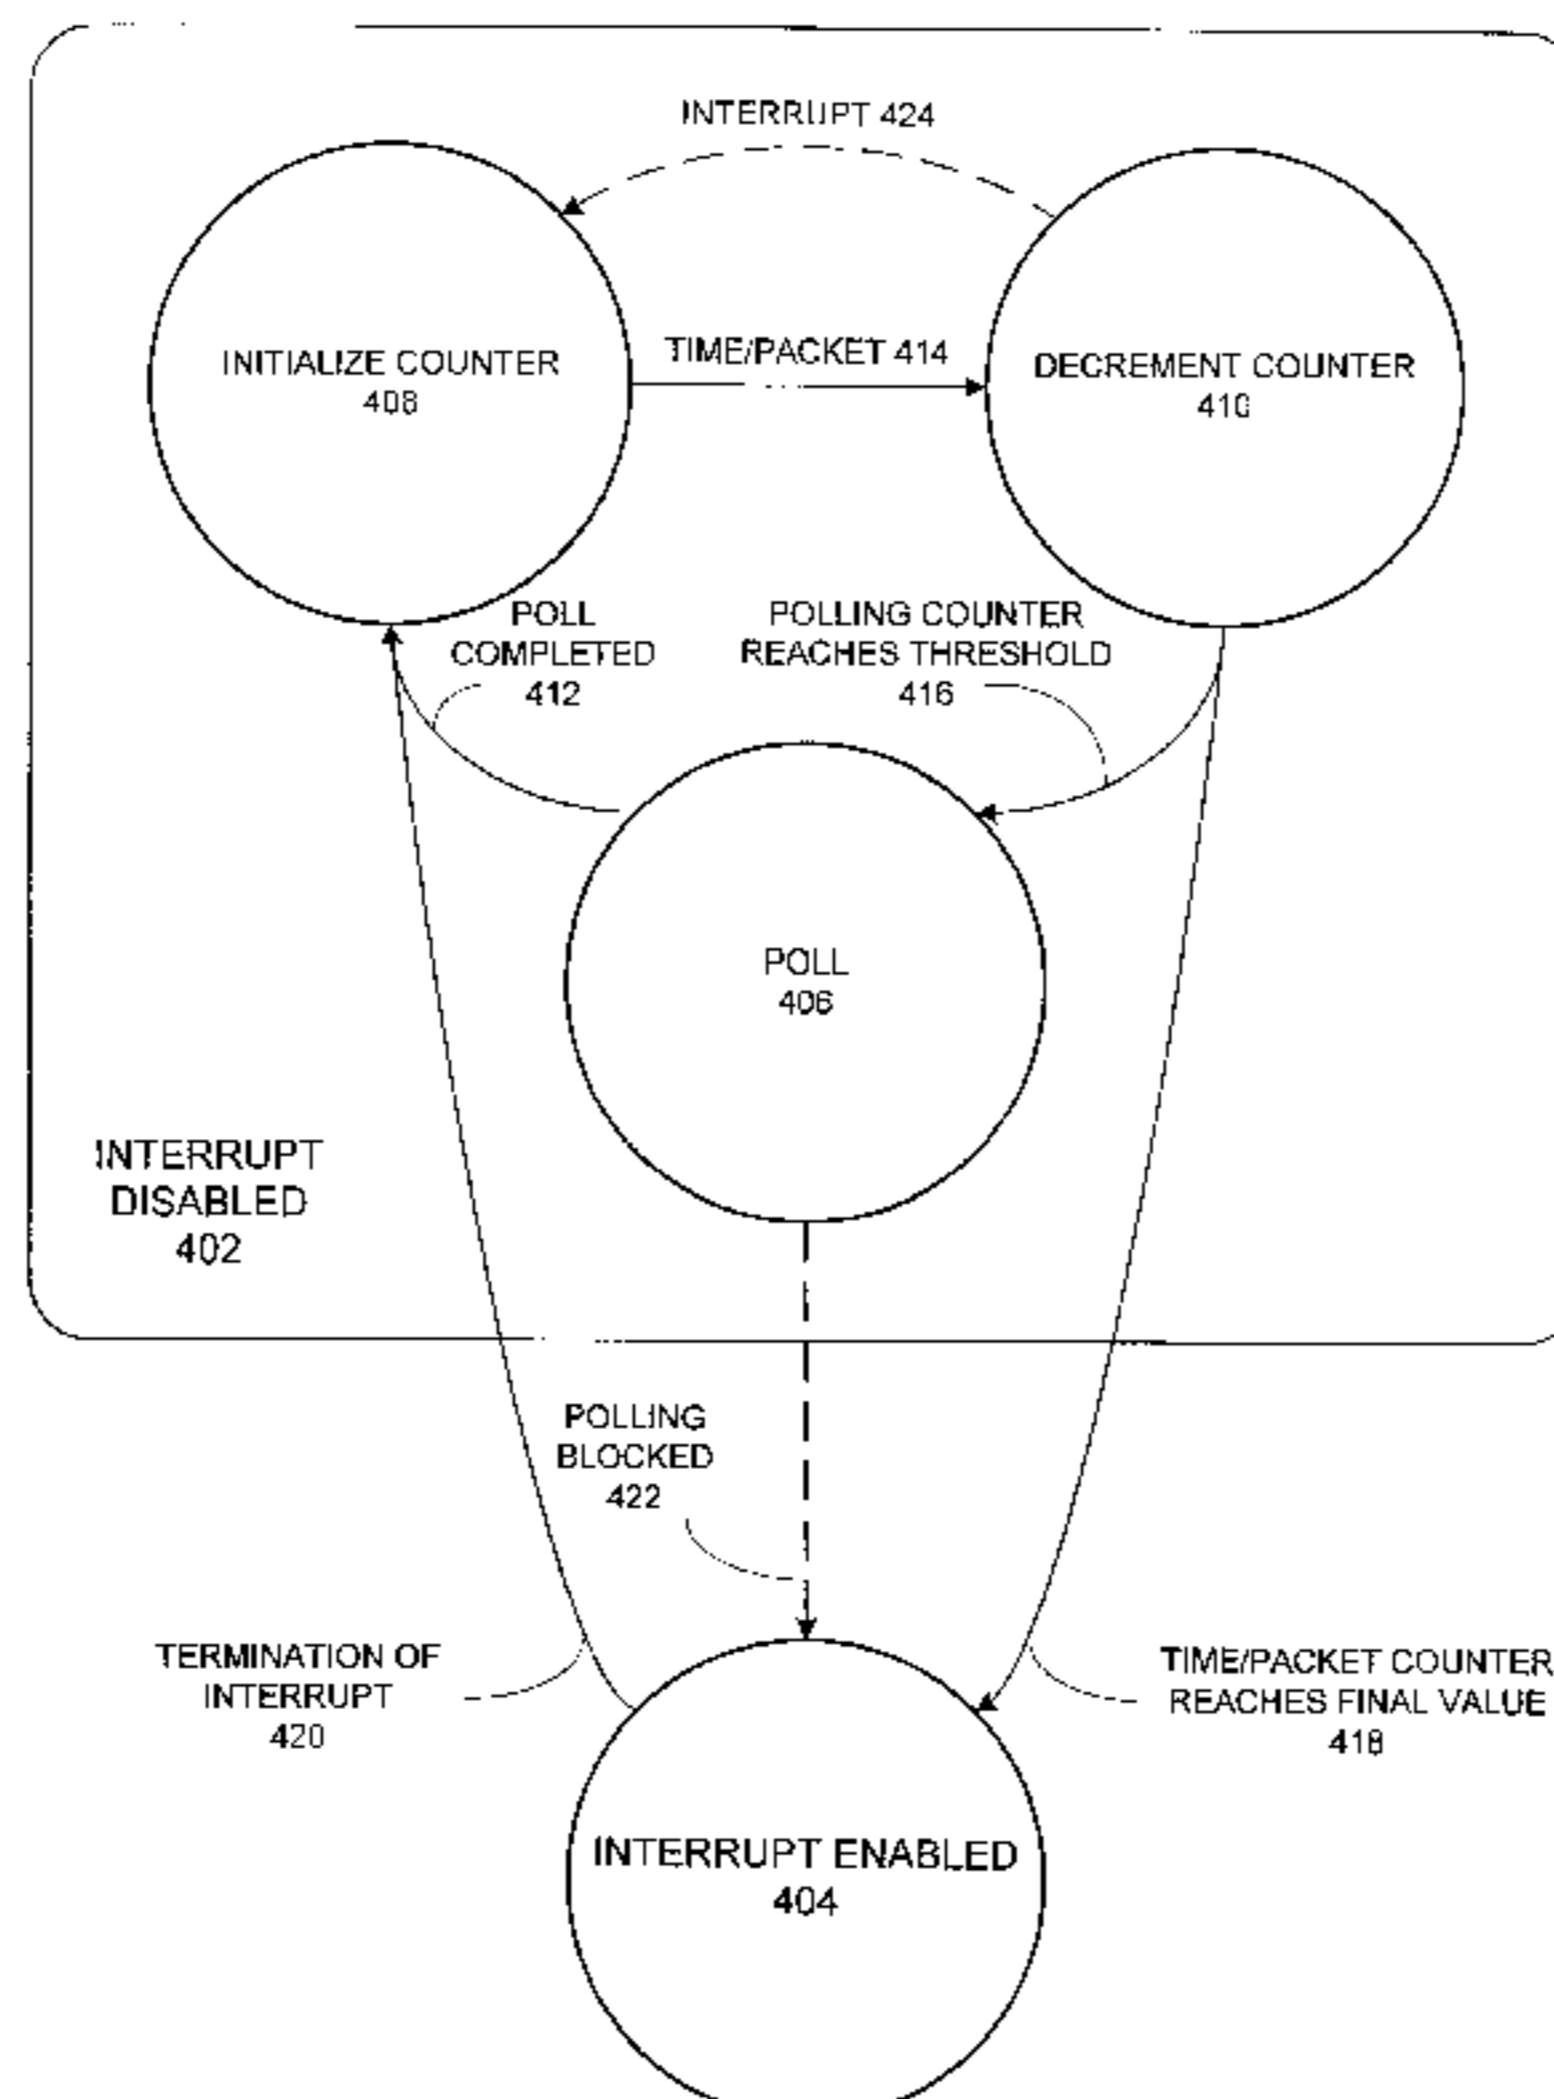 INTERRUPT 424
INITIALIZE COUNTER
408
TIME/PACKET 414
DECREMENT COUNTER
410
POLL
COMPLETED
412
POLLING COUNTER
REACHES THRESHOLD
416
POLL
406
INTERRUPT
DISABLED
402
POLLING
BLOCKED
422
TERMINATION OF
INTERRUPT
420
TIME/PACKET COUNTER
REACHES FINAL VALUE
418
INTERRUPT ENABLED
404